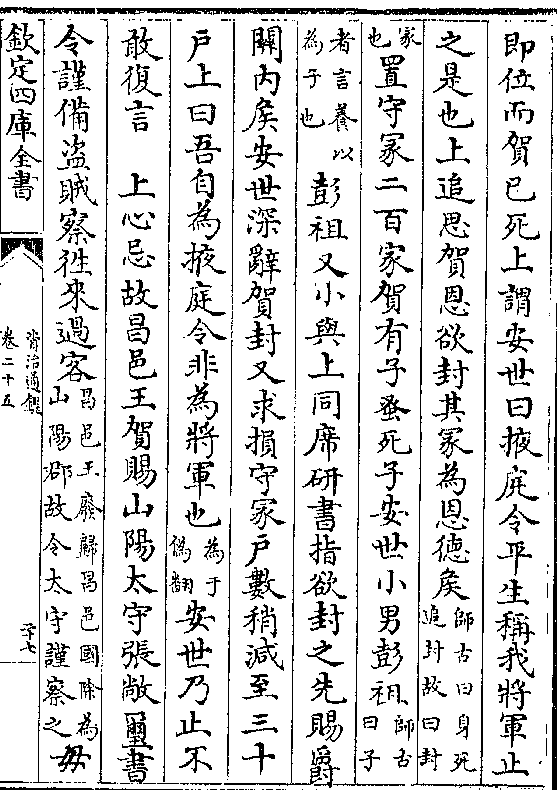 即位而賀已死上謂安世曰掖庭令平生稱我將軍止
之是也上追思賀恩欲封其冢為恩德侯師古曰身死追封故曰封
冢也置守冢二百家賀有子蚤死子安世小男彭祖師古曰子
者言養以為子也彭祖又小與上同席研書指欲封之先賜爵
關内侯安世深辭賀封又求損守冢户數稍減至三十
户上曰吾自為掖庭令非為將軍也為于偽翻安世乃止不
敢復言　上心忌故昌邑王賀賜山陽太守張敞璽書
令謹備盗賊察徃來過客昌邑王廢歸昌邑國除為山陽郡故令太守謹察之毋
欽定四庫全書
資治通鑑
卷二十五
二十七